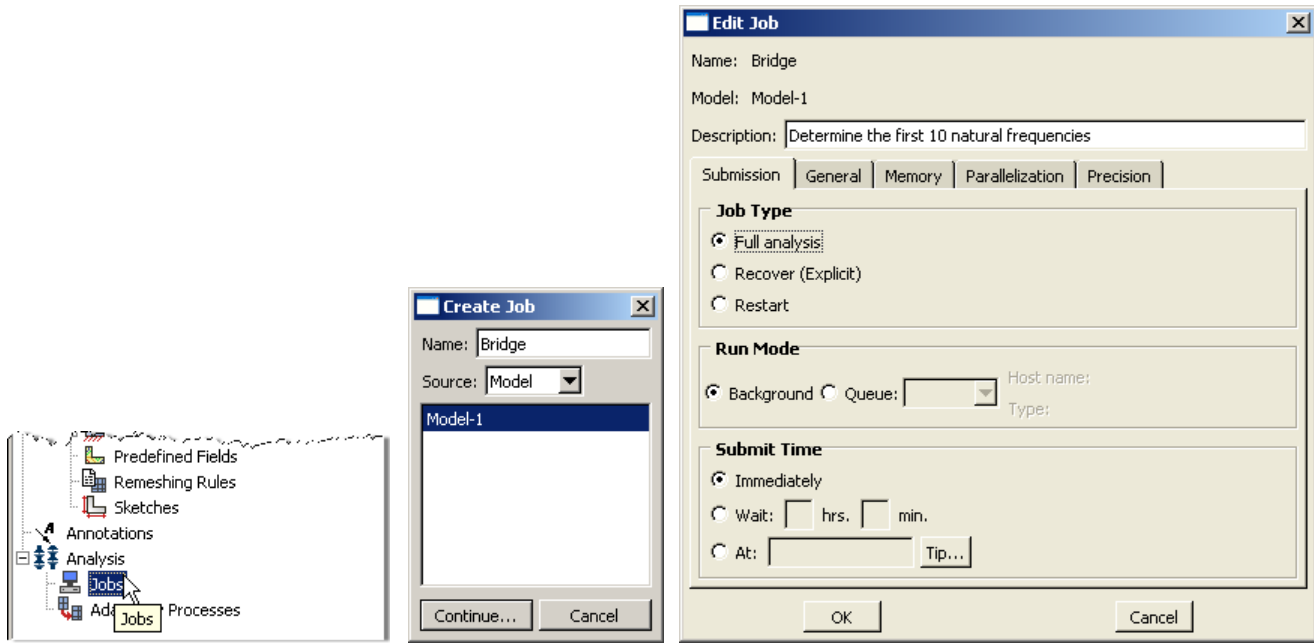 Predefined Fields
Remeshing Rules
Sketches
Annotations
Analysis
Jobs
Ada Processes
Jobs
Create Job
Name: Bridge
Source: Model
Model-1
Continue... Cancel
Edit Job
Name: Bridge
Model: Model-1
Description: Determine the first 10 natural frequencies
Submission General Memory Parallelization Precision
Job Type
Full analysis
Recover (Explicit)
Restart
Run Mode
Background Queue: Host name:
Type:
Submit Time
Immediately
Wait: hrs. min.
At: Tip...
OK Cancel